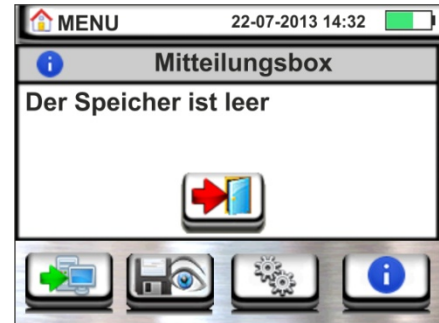 MENU 22-07-2013 14:32
Mitteilungsbox
Der Speicher ist leer